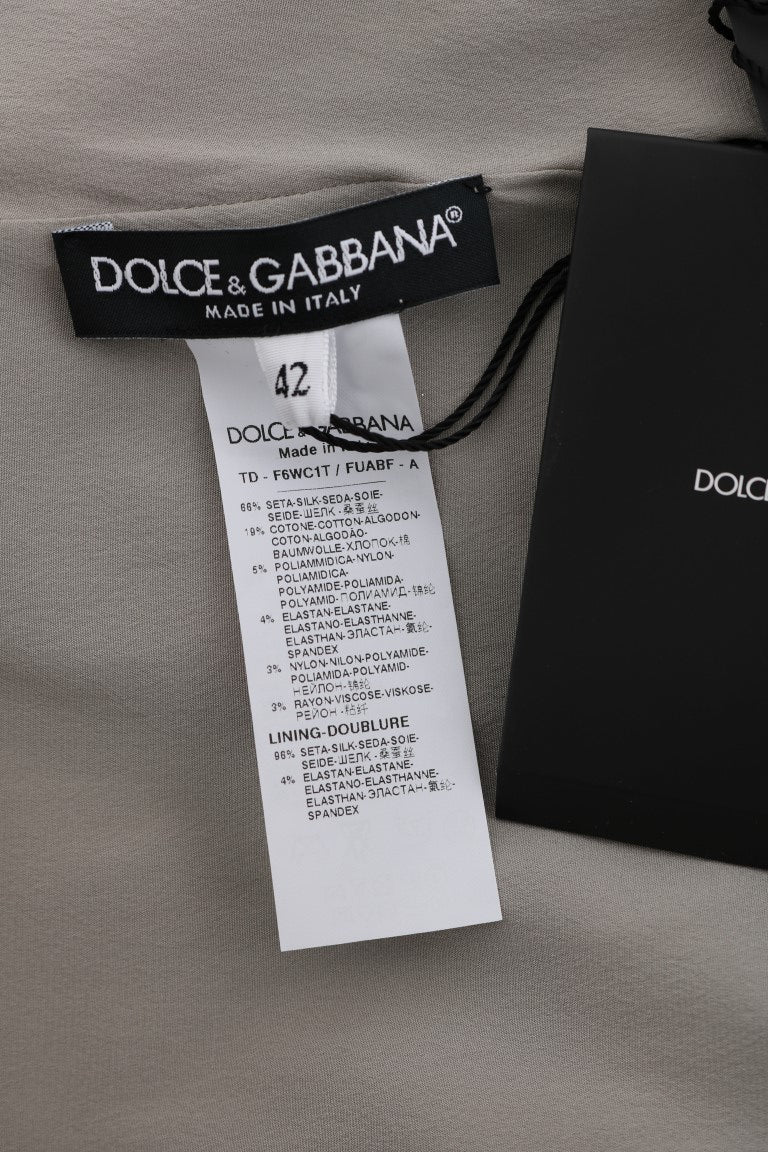 DOLCE & GABBANA®
MADE IN ITALY
42
DOLCE & GABBANA
Made in
TD - F6WC1T / FUABF - A
66% SETA-SILK-SEDA-SOIE-
SEIDE-ШЕЛК-桑蚕丝
19% COTONE-COTTON-ALGODON-
COTON-ALGODÃO-
BAUMWOLLE-ХЛОПОК-棉
5% POLIAMMIDICA-NYLON-
POLIAMIDICA-
POLYAMIDE-POLIAMIDA-
POLYAMID-ПОЛИАМИД-锦纶
4% ELASTAN-ELASTANE-
ELASTANO-ELASTHANNE-
ELASTHAN-ЭЛАСТАН-氨纶-
SPANDEX
3% NYLON-NILON-POLYAMIDE-
POLIAMIDA-POLYAMID-
НЕЙЛОН-锦纶
3% RAYON-VISCOSE-VISKOSE-
РЕЙОН-粘纤
LINING-DOUBLURE
96% SETA-SILK-SEDA-SOIE-
SEIDE-ШЕЛК-桑蚕丝
4% ELASTAN-ELASTANE-
ELASTANO-ELASTHANNE-
ELASTHAN-ЭЛАСТАН-氨纶-
SPANDEX
DOLC